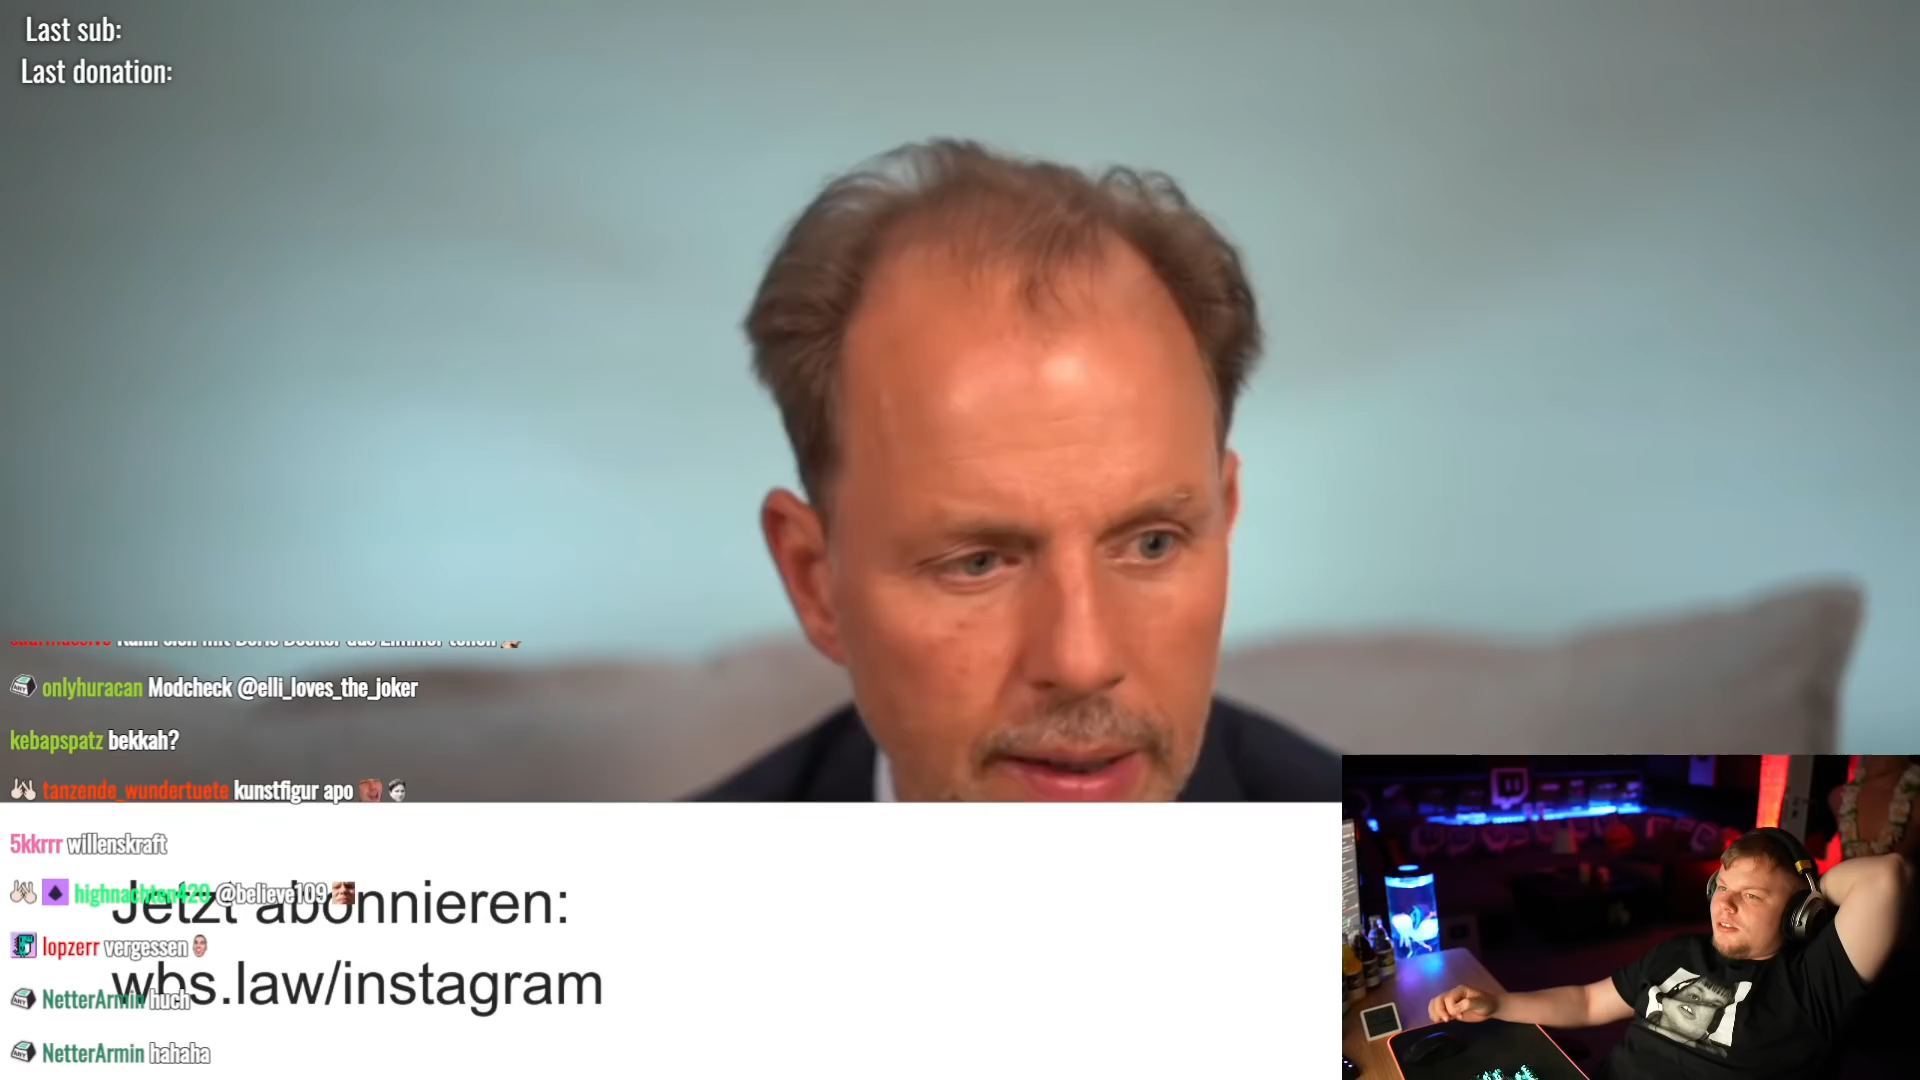 Last sub:
Last donation:
onlyhuracan Modcheck @elli_loves_the_joker
kebapspatz bekkah?
tanzende_wundertuete kunstfigur apo
5kkrrr willenskraft
highnachten420 @believe109
Jetzt abonnieren:
lopzerr vergessen
wbs.law/instagram
NetterArmin huch
NetterArmin hahaha